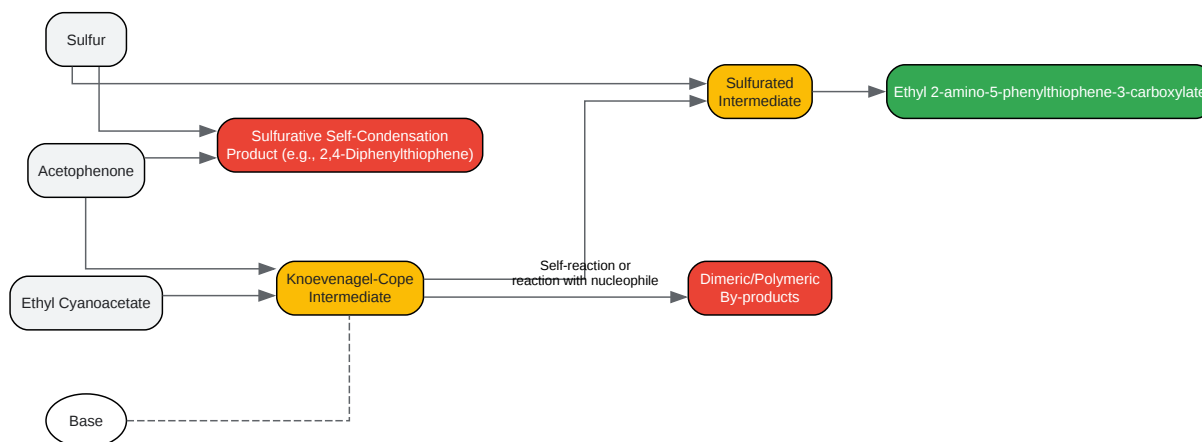 Sulfur
Sulfurated
Intermediate
Ethyl 2-amino-5-phenylthiophene-3-carboxylate
Sulfurative Self-Condensation
Product (e.g., 2,4-Diphenylthiophene)
Acetophenone
Self-reaction or
reaction with nucleophile
Knoevenagel-Cope
Intermediate
Dimeric/Polymeric
By-products
Ethyl Cyanoacetate
Base